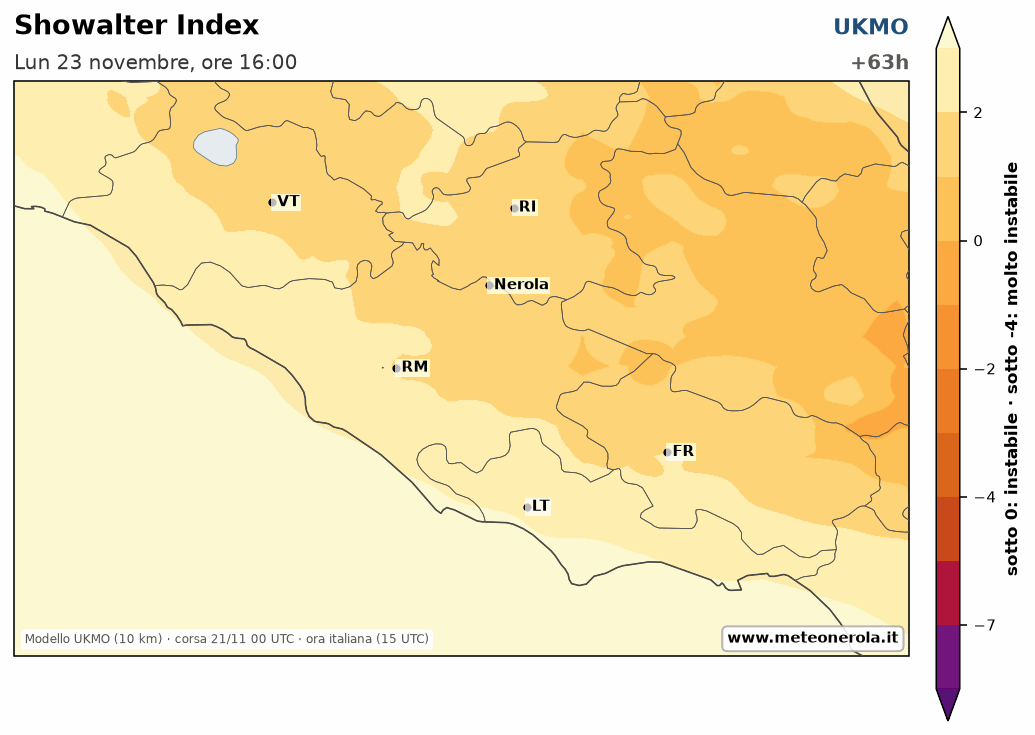 Showalter Index
UKMO
Lun 23 novembre, ore 16:00
+63h
VT
RI
Nerola
RM
FR
LT
Modello UKMO (10 km) · corsa 21/11 00 UTC · ora italiana (15 UTC)
www.meteonerola.it
2
0
−2
−4
−7
sotto 0: instabile · sotto -4: molto instabile